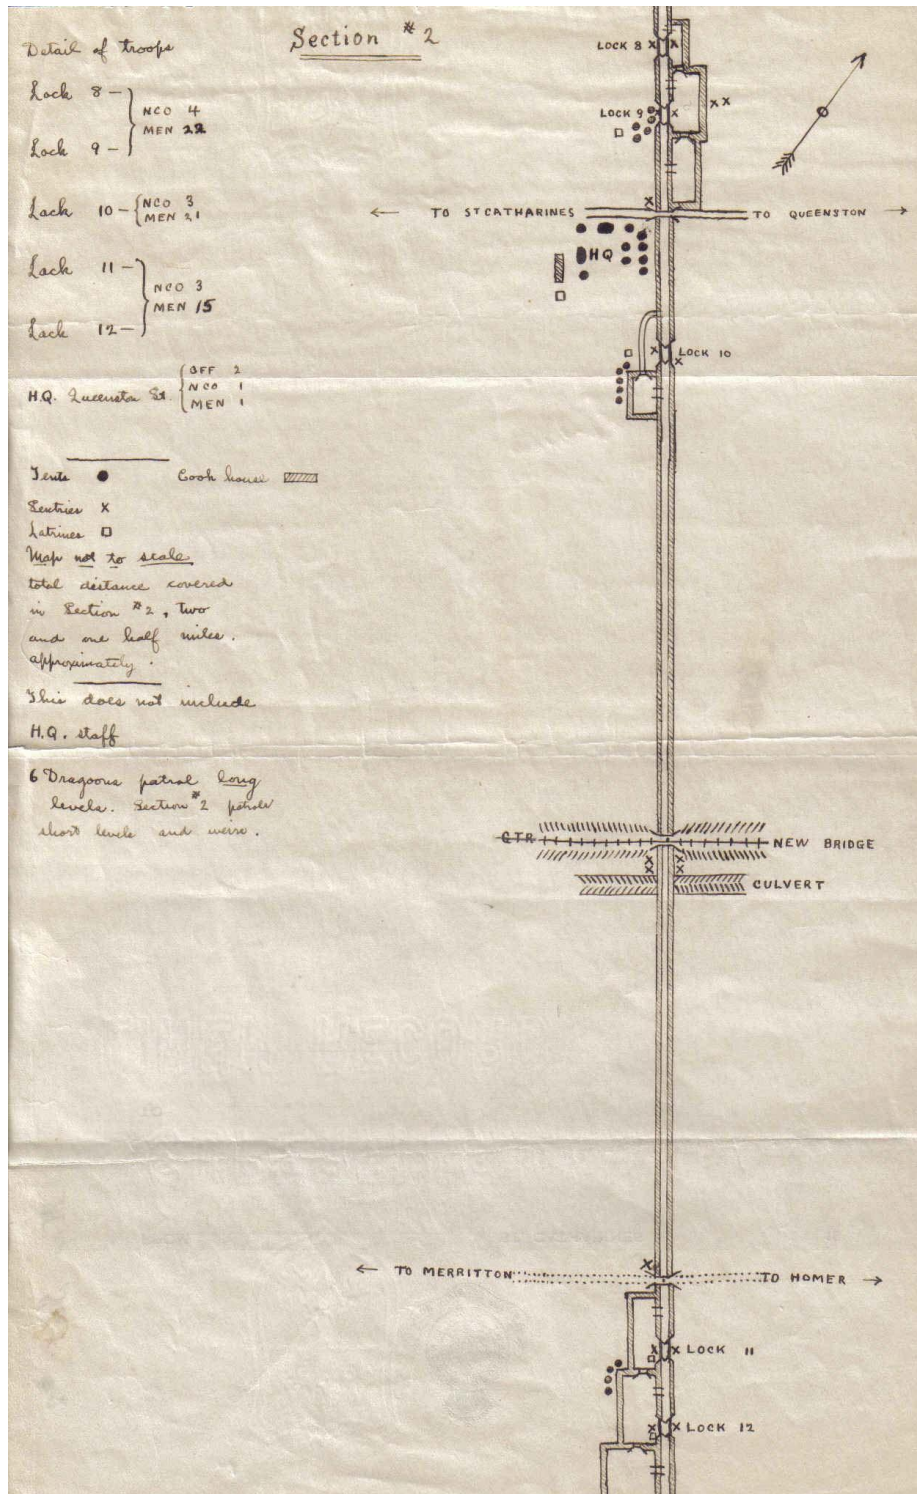 Section #2
Detail of troops
Lock 8 -
NCO 4
MEN 22
Lock 9 -
Lock 10 - NCO 3
MEN 21
Lock 11 -
NCO 3
MEN 15
Lock 12 -
OFF 2
H.Q. Queenston St. NCO 1
MEN 1
Tents Cook house
Sentries X
Latrines
Map not to scale
total distance covered
in Section #2, two
and one half miles.
approximately.
This does not include
H.Q. staff
6 Dragoons patrol long
levels. Section #2 patrols
short levels and weirs.
LOCK 8
LOCK 9
TO ST CATHARINES
TO QUEENSTON
HQ
LOCK 10
GTR
NEW BRIDGE
CULVERT
TO MERRITTON
TO HOMER
LOCK 11
LOCK 12